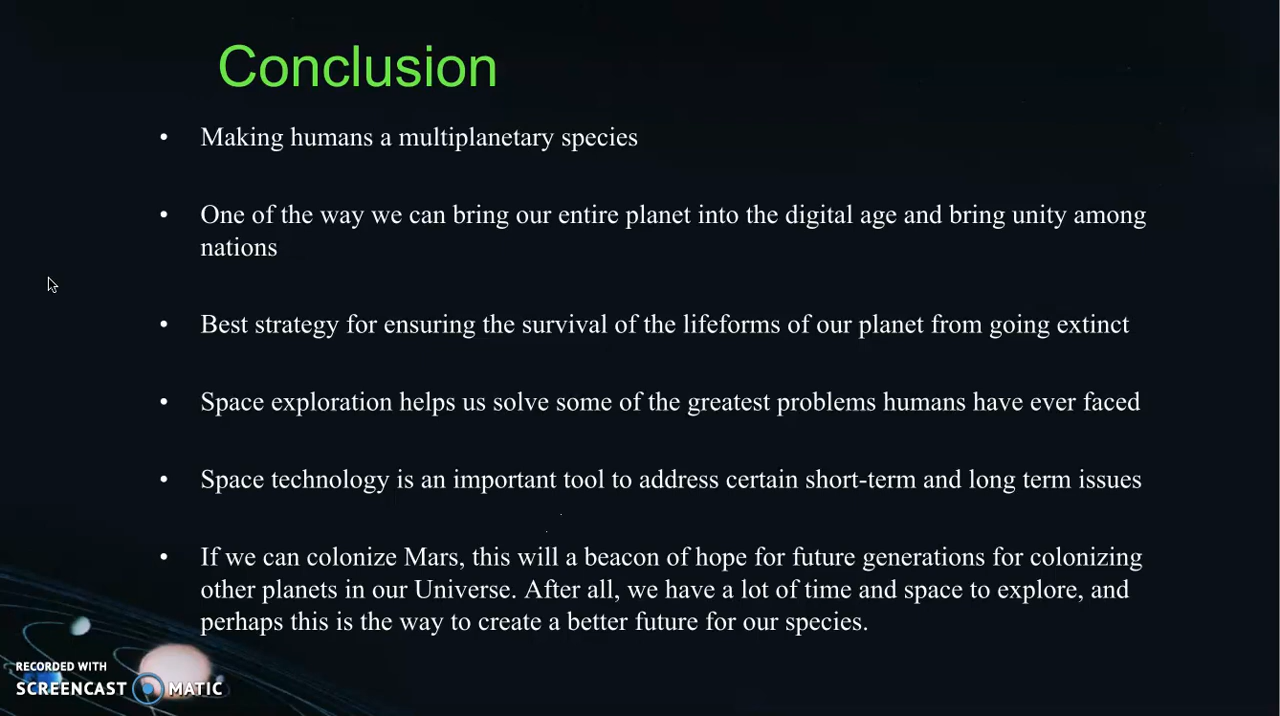 Conclusion
• Making humans a multiplanetary species
• One of the way we can bring our entire planet into the digital age and bring unity among
nations
• Best strategy for ensuring the survival of the lifeforms of our planet from going extinct
• Space exploration helps us solve some of the greatest problems humans have ever faced
• Space technology is an important tool to address certain short-term and long term issues
• If we can colonize Mars, this will a beacon of hope for future generations for colonizing
other planets in our Universe. After all, we have a lot of time and space to explore, and
perhaps this is the way to create a better future for our species.
RECORDED WITH
SCREENCAST MATIC